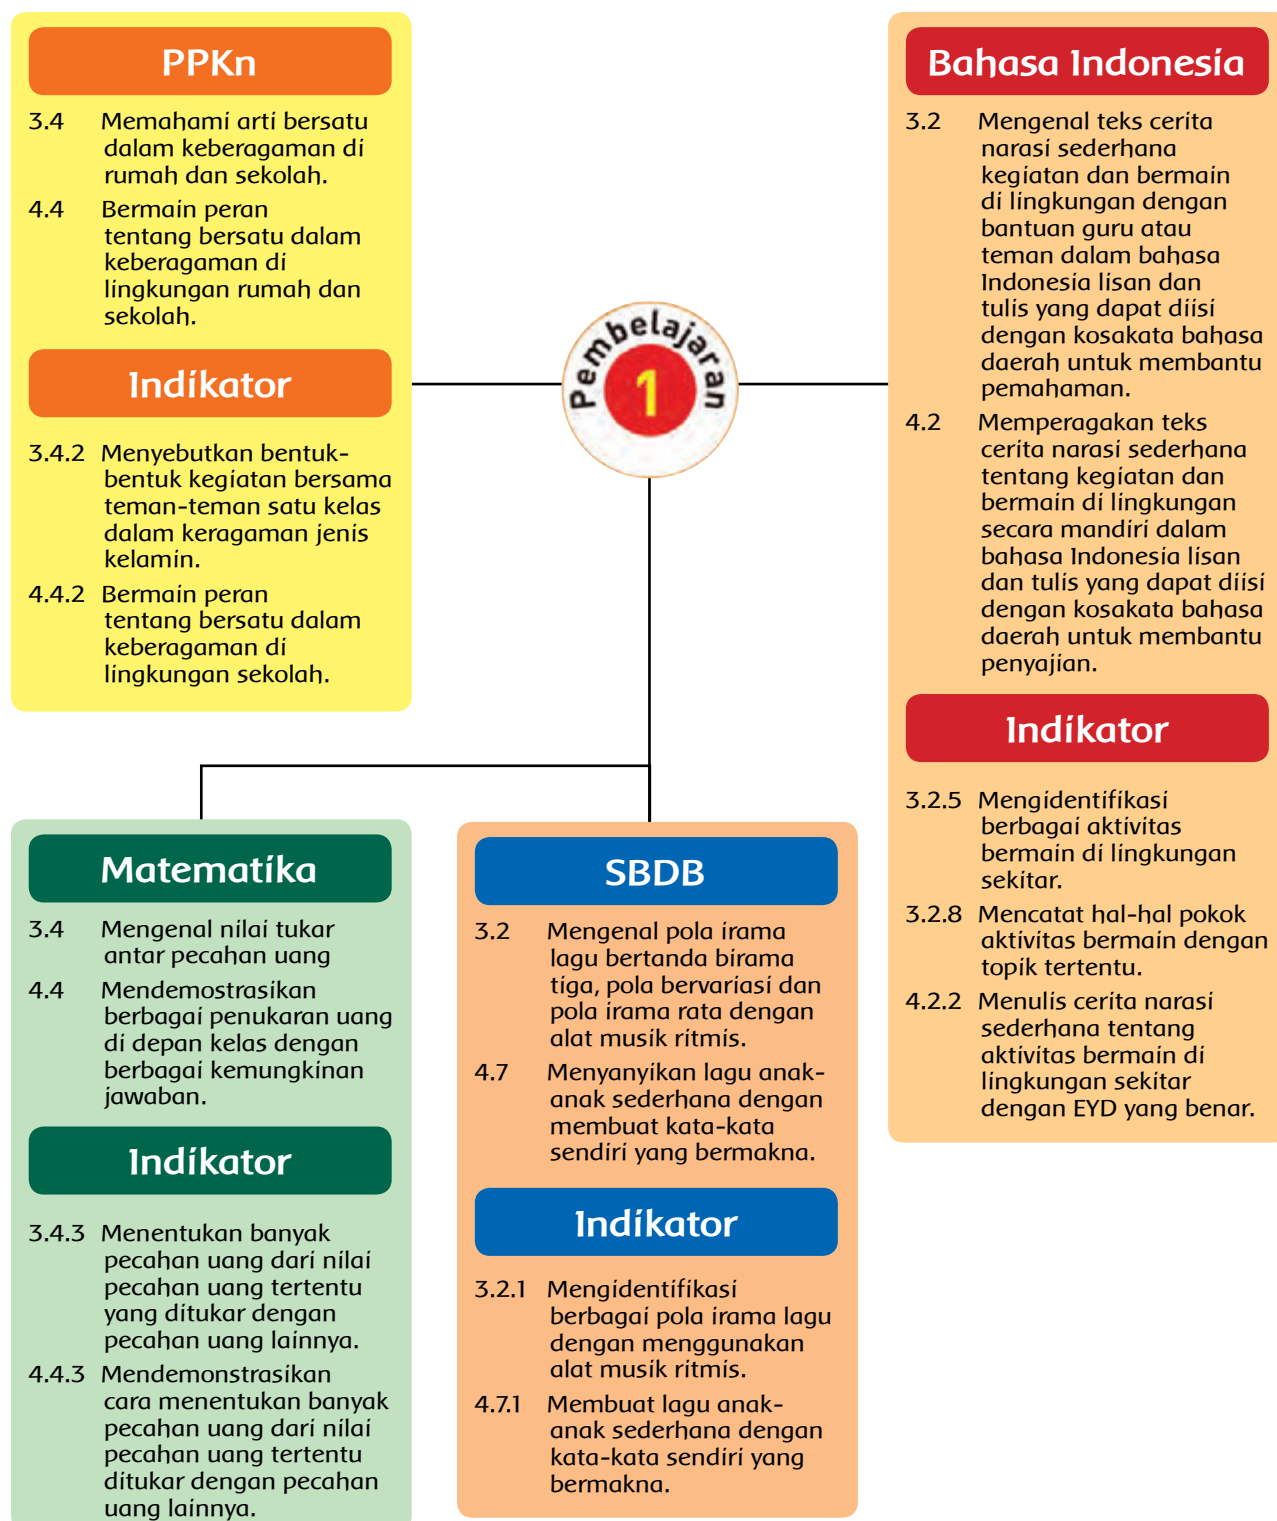 PPKn
3.4 Memahami arti bersatu
dalam keberagaman di
rumah dan sekolah.
4.4 Bermain peran
tentang bersatu dalam
keberagaman di
lingkungan rumah dan
sekolah.
Indikator
3.4.2 Menyebutkan bentuk-
bentuk kegiatan bersama
teman-teman satu kelas
dalam keragaman jenis
kelamin.
4.4.2 Bermain peran
tentang bersatu dalam
keberagaman di
lingkungan sekolah.
Pembelajaran
1
Bahasa Indonesia
3.2 Mengenal teks cerita
narasi sederhana
kegiatan dan bermain
di lingkungan dengan
bantuan guru atau
teman dalam bahasa
Indonesia lisan dan
tulis yang dapat diisi
dengan kosakata bahasa
daerah untuk membantu
pemahaman.
4.2 Memperagakan teks
cerita narasi sederhana
tentang kegiatan dan
bermain di lingkungan
secara mandiri dalam
bahasa Indonesia lisan
dan tulis yang dapat diisi
dengan kosakata bahasa
daerah untuk membantu
penyajian.
Indikator
3.2.5 Mengidentifikasi
berbagai aktivitas
bermain di lingkungan
sekitar.
3.2.8 Mencatat hal-hal pokok
aktivitas bermain dengan
topik tertentu.
4.2.2 Menulis cerita narasi
sederhana tentang
aktivitas bermain di
lingkungan sekitar
dengan EYD yang benar.
Matematika
3.4 Mengenal nilai tukar
antar pecahan uang
4.4 Mendemostrasikan
berbagai penukaran uang
di depan kelas dengan
berbagai kemungkinan
jawaban.
Indikator
3.4.3 Menentukan banyak
pecahan uang dari nilai
pecahan uang tertentu
yang ditukar dengan
pecahan uang lainnya.
4.4.3 Mendemonstrasikan
cara menentukan banyak
pecahan uang dari nilai
pecahan uang tertentu
ditukar dengan pecahan
uang lainnya.
SBDB
3.2 Mengenal pola irama
lagu bertanda birama
tiga, pola bervariasi dan
pola irama rata dengan
alat musik ritmis.
4.7 Menyanyikan lagu anak-
anak sederhana dengan
membuat kata-kata
sendiri yang bermakna.
Indikator
3.2.1 Mengidentifikasi
berbagai pola irama lagu
dengan menggunakan
alat musik ritmis.
4.7.1 Membuat lagu anak-
anak sederhana dengan
kata-kata sendiri yang
bermakna.